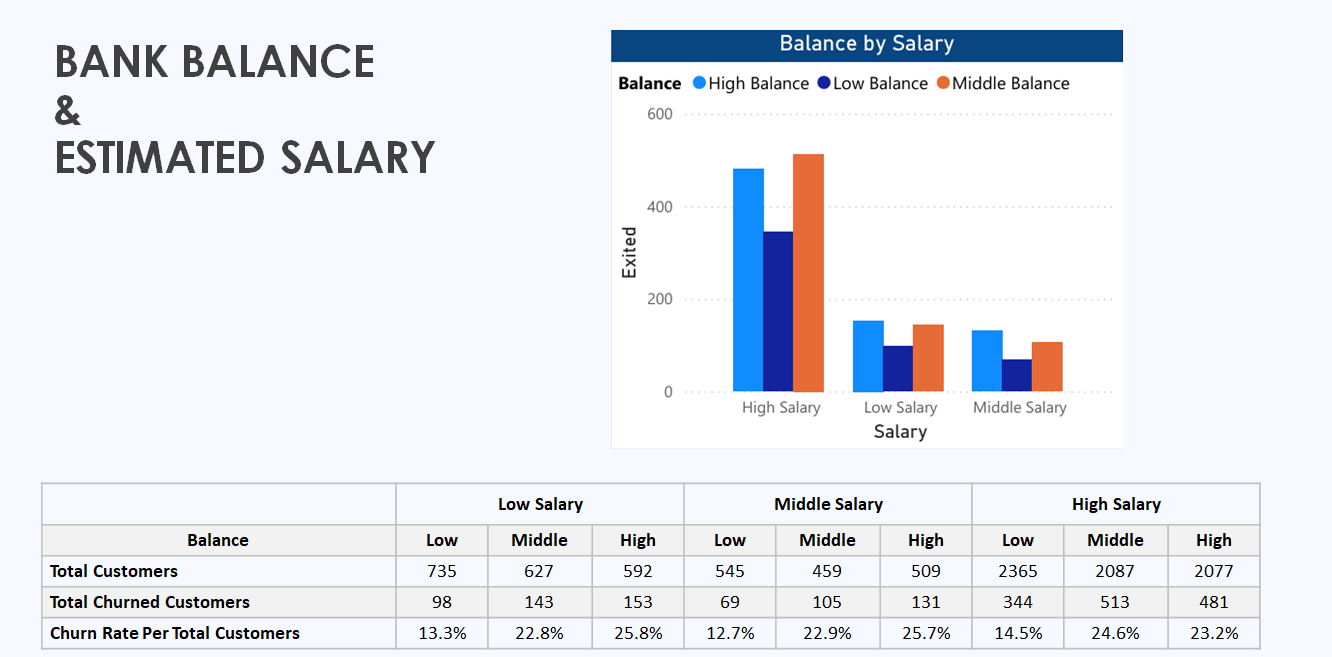 BANK BALANCE
&
ESTIMATED SALARY
Balance by Salary
Balance High Balance Low Balance Middle Balance
600
400
200
0
Exited
High Salary Low Salary Middle Salary
Salary
Low Salary Middle Salary High Salary
Balance Low Middle High Low Middle High Low Middle High
Total Customers 735 627 592 545 459 509 2365 2087 2077
Total Churned Customers 98 143 153 69 105 131 344 513 481
Churn Rate Per Total Customers 13.3% 22.8% 25.8% 12.7% 22.9% 25.7% 14.5% 24.6% 23.2%